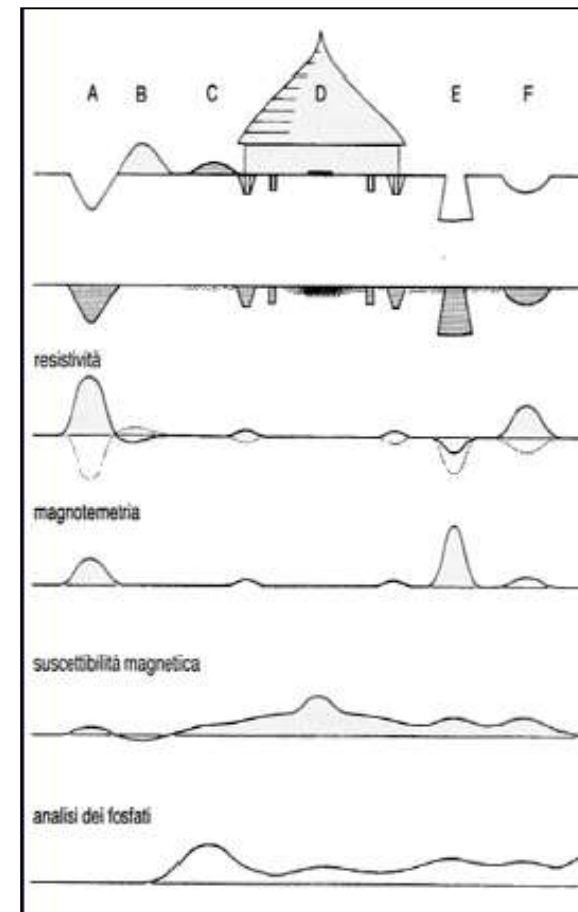 A B C D E F
resistività
magnotemetria
suscettibilità magnetica
analisi dei fosfati